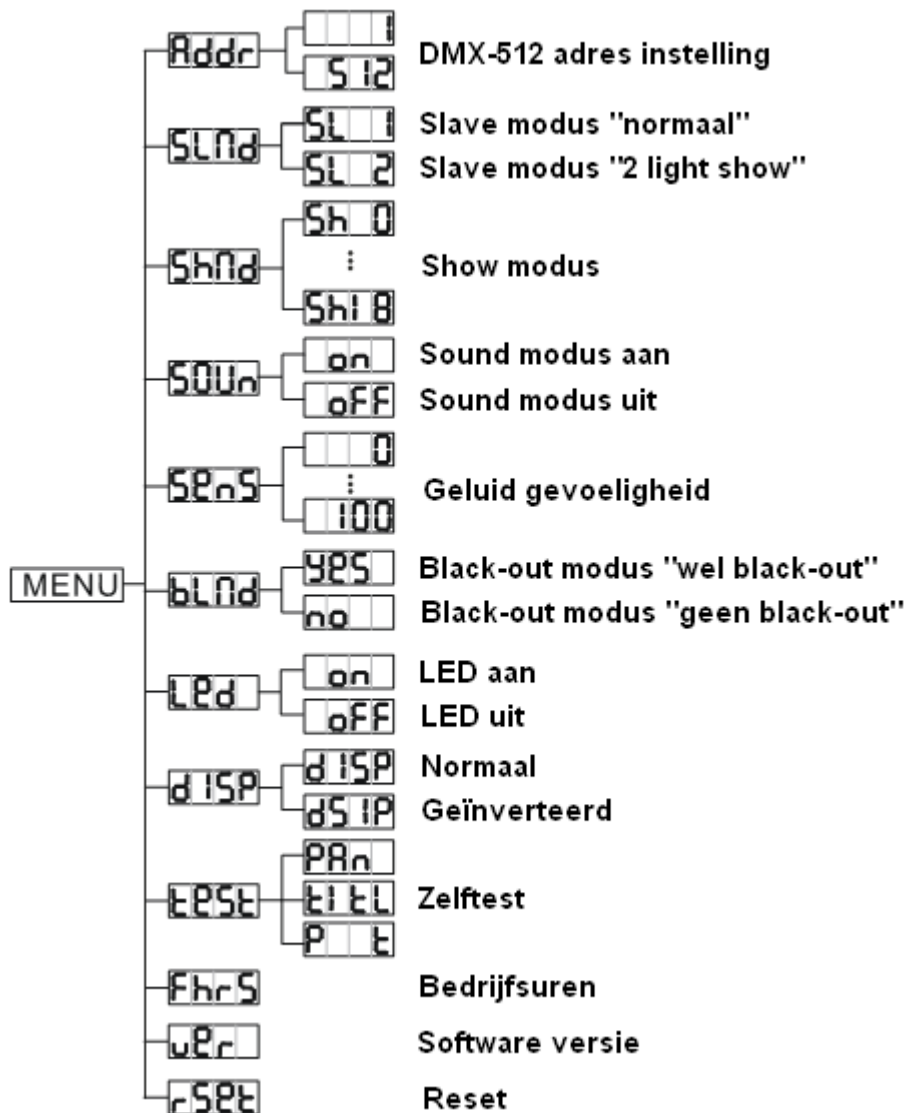 MENU
Addr
1
512
DMX-512 adres instelling
SLMd
SL 1
Slave modus "normaal"
SL 2
Slave modus "2 light show"
ShMd
Sh 0
⋮
Sh18
Show modus
SOUn
on
Sound modus aan
oFF
Sound modus uit
SenS
0
⋮
100
Geluid gevoeligheid
bLMd
yes
Black-out modus "wel black-out"
no
Black-out modus "geen black-out"
Led
on
LED aan
oFF
LED uit
dISP
dISP
Normaal
dSIP
Geïnverteerd
teSt
PAn
tItL
P t
Zelftest
FhrS
Bedrijfsuren
ver
Software versie
rSet
Reset